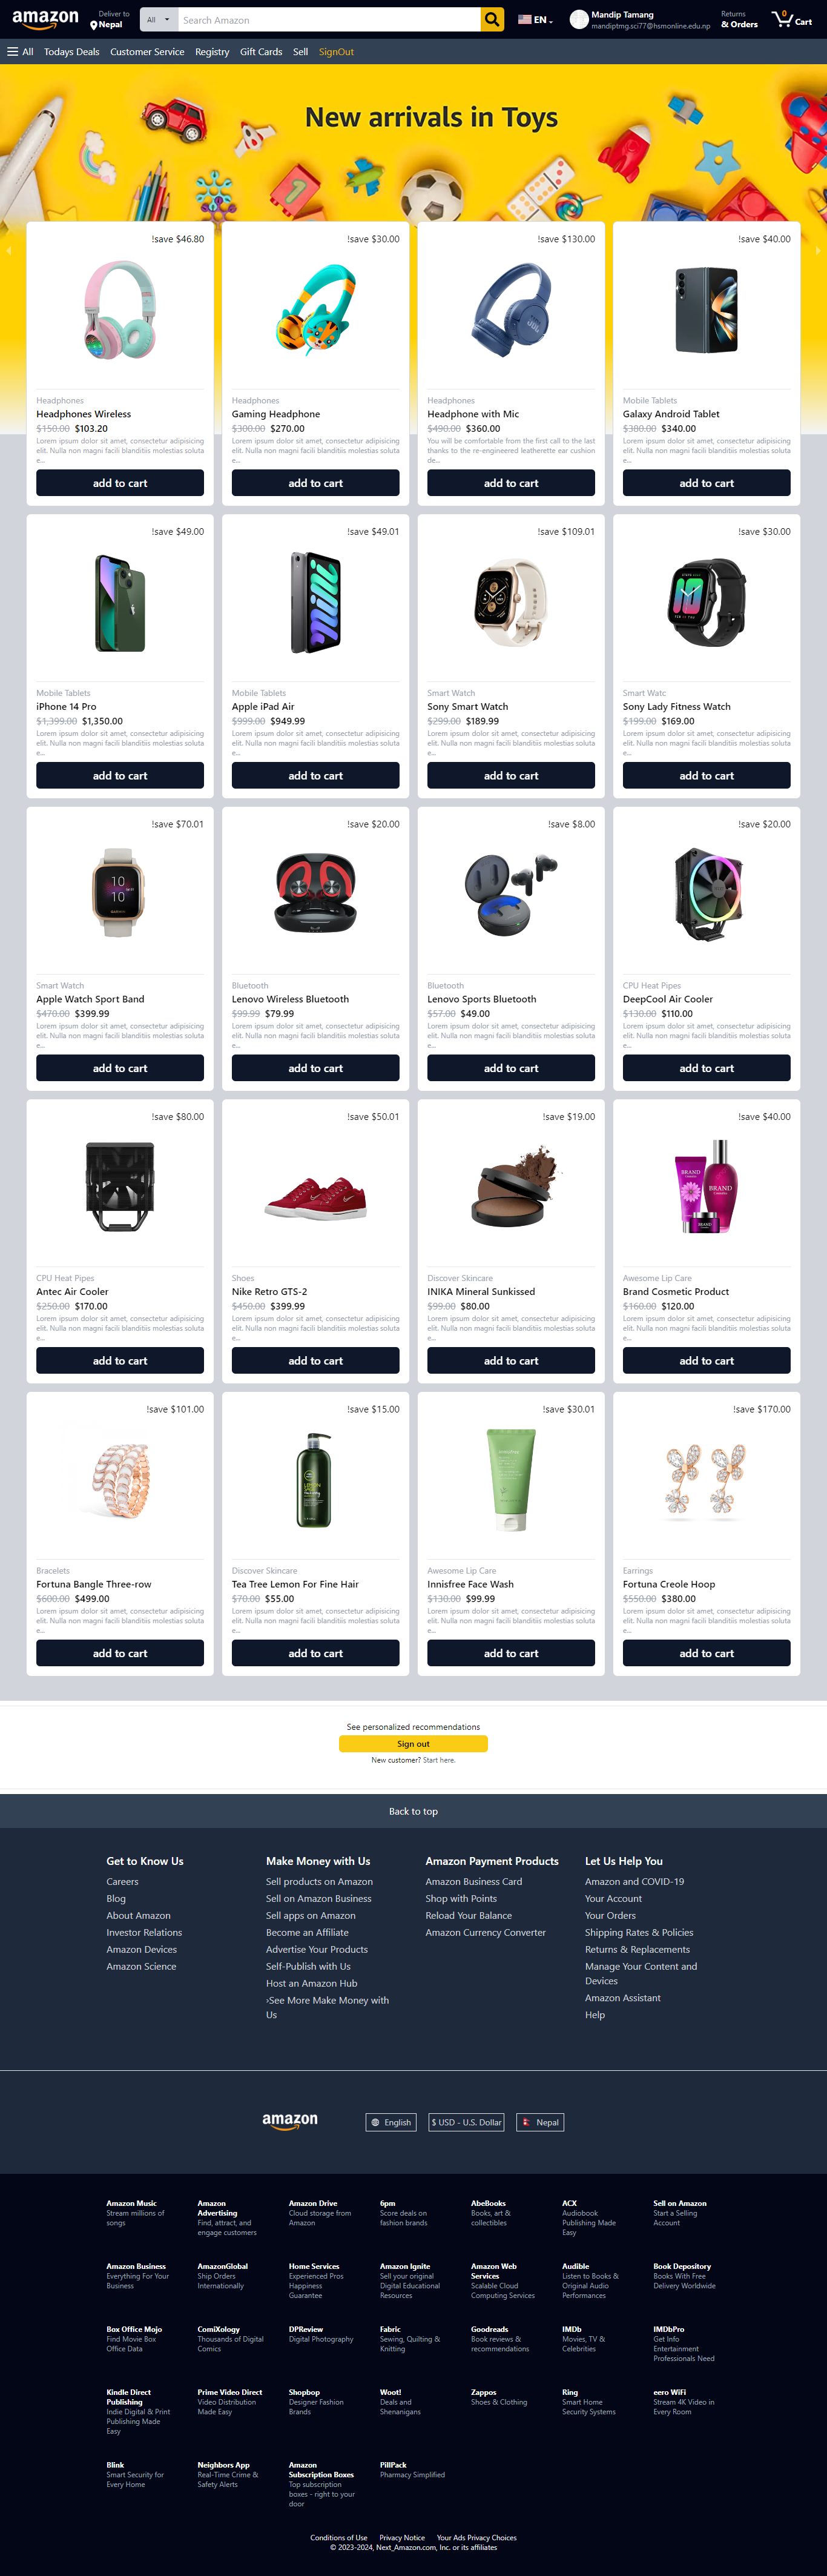 amazon
Deliver to
Nepal
All
Search Amazon
EN
Mandip Tamang
mandiptmg.sci77@hsmonline.edu.np
Returns
& Orders
0
Cart
All Todays Deals Customer Service Registry Gift Cards Sell SignOut
New arrivals in Toys
!save $46.80
Headphones
Headphones Wireless
$150.00 $103.20
Lorem ipsum dolor sit amet, consectetur adipisicing
elit. Nulla non magni facili blanditiis molestias soluta
e...
add to cart
!save $30.00
Headphones
Gaming Headphone
$300.00 $270.00
Lorem ipsum dolor sit amet, consectetur adipisicing
elit. Nulla non magni facili blanditiis molestias soluta
e...
add to cart
!save $130.00
Headphones
Headphone with Mic
$490.00 $360.00
You will be comfortable from the first call to the last
thanks to the re-engineered leatherette ear cushion
de...
add to cart
!save $40.00
Mobile Tablets
Galaxy Android Tablet
$380.00 $340.00
Lorem ipsum dolor sit amet, consectetur adipisicing
elit. Nulla non magni facili blanditiis molestias soluta
e...
add to cart
!save $49.00
Mobile Tablets
iPhone 14 Pro
$1,399.00 $1,350.00
Lorem ipsum dolor sit amet, consectetur adipisicing
elit. Nulla non magni facili blanditiis molestias soluta
e...
add to cart
!save $49.01
Mobile Tablets
Apple iPad Air
$999.00 $949.99
Lorem ipsum dolor sit amet, consectetur adipisicing
elit. Nulla non magni facili blanditiis molestias soluta
e...
add to cart
!save $109.01
Smart Watch
Sony Smart Watch
$299.00 $189.99
Lorem ipsum dolor sit amet, consectetur adipisicing
elit. Nulla non magni facili blanditiis molestias soluta
e...
add to cart
!save $30.00
Smart Watc
Sony Lady Fitness Watch
$199.00 $169.00
Lorem ipsum dolor sit amet, consectetur adipisicing
elit. Nulla non magni facili blanditiis molestias soluta
e...
add to cart
!save $70.01
10
10
Smart Watch
Apple Watch Sport Band
$470.00 $399.99
Lorem ipsum dolor sit amet, consectetur adipisicing
elit. Nulla non magni facili blanditiis molestias soluta
e...
add to cart
!save $20.00
Bluetooth
Lenovo Wireless Bluetooth
$99.99 $79.99
Lorem ipsum dolor sit amet, consectetur adipisicing
elit. Nulla non magni facili blanditiis molestias soluta
e...
add to cart
!save $8.00
Bluetooth
Lenovo Sports Bluetooth
$57.00 $49.00
Lorem ipsum dolor sit amet, consectetur adipisicing
elit. Nulla non magni facili blanditiis molestias soluta
e...
add to cart
!save $20.00
CPU Heat Pipes
DeepCool Air Cooler
$130.00 $110.00
Lorem ipsum dolor sit amet, consectetur adipisicing
elit. Nulla non magni facili blanditiis molestias soluta
e...
add to cart
!save $80.00
CPU Heat Pipes
Antec Air Cooler
$250.00 $170.00
Lorem ipsum dolor sit amet, consectetur adipisicing
elit. Nulla non magni facili blanditiis molestias soluta
e...
add to cart
!save $50.01
Shoes
Nike Retro GTS-2
$450.00 $399.99
Lorem ipsum dolor sit amet, consectetur adipisicing
elit. Nulla non magni facili blanditiis molestias soluta
e...
add to cart
!save $19.00
Discover Skincare
INIKA Mineral Sunkissed
$99.00 $80.00
Lorem ipsum dolor sit amet, consectetur adipisicing
elit. Nulla non magni facili blanditiis molestias soluta
e...
add to cart
!save $40.00
BRAND
BRAND
Awesome Lip Care
Brand Cosmetic Product
$160.00 $120.00
Lorem ipsum dolor sit amet, consectetur adipisicing
elit. Nulla non magni facili blanditiis molestias soluta
e...
add to cart
!save $101.00
Bracelets
Fortuna Bangle Three-row
$600.00 $499.00
Lorem ipsum dolor sit amet, consectetur adipisicing
elit. Nulla non magni facili blanditiis molestias soluta
e...
add to cart
!save $15.00
Discover Skincare
Tea Tree Lemon For Fine Hair
$70.00 $55.00
Lorem ipsum dolor sit amet, consectetur adipisicing
elit. Nulla non magni facili blanditiis molestias soluta
e...
add to cart
!save $30.01
Awesome Lip Care
Innisfree Face Wash
$130.00 $99.99
Lorem ipsum dolor sit amet, consectetur adipisicing
elit. Nulla non magni facili blanditiis molestias soluta
e...
add to cart
!save $170.00
Earrings
Fortuna Creole Hoop
$550.00 $380.00
Lorem ipsum dolor sit amet, consectetur adipisicing
elit. Nulla non magni facili blanditiis molestias soluta
e...
add to cart
See personalized recommendations
Sign out
New customer? Start here.
Back to top
Get to Know Us
Careers
Blog
About Amazon
Investor Relations
Amazon Devices
Amazon Science
Make Money with Us
Sell products on Amazon
Sell on Amazon Business
Sell apps on Amazon
Become an Affiliate
Advertise Your Products
Self-Publish with Us
Host an Amazon Hub
›See More Make Money with
Us
Amazon Payment Products
Amazon Business Card
Shop with Points
Reload Your Balance
Amazon Currency Converter
Let Us Help You
Amazon and COVID-19
Your Account
Your Orders
Shipping Rates & Policies
Returns & Replacements
Manage Your Content and
Devices
Amazon Assistant
Help
amazon
English
$ USD - U.S. Dollar
Nepal
Amazon Music
Stream millions of
songs
Amazon
Advertising
Find, attract, and
engage customers
Amazon Drive
Cloud storage from
Amazon
6pm
Score deals on
fashion brands
AbeBooks
Books, art &
collectibles
ACX
Audiobook
Publishing Made
Easy
Sell on Amazon
Start a Selling
Account
Amazon Business
Everything For Your
Business
AmazonGlobal
Ship Orders
Internationally
Home Services
Experienced Pros
Happiness
Guarantee
Amazon Ignite
Sell your original
Digital Educational
Resources
Amazon Web
Services
Scalable Cloud
Computing Services
Audible
Listen to Books &
Original Audio
Performances
Book Depository
Books With Free
Delivery Worldwide
Box Office Mojo
Find Movie Box
Office Data
ComiXology
Thousands of Digital
Comics
DPReview
Digital Photography
Fabric
Sewing, Quilting &
Knitting
Goodreads
Book reviews &
recommendations
IMDb
Movies, TV &
Celebrities
IMDbPro
Get Info
Entertainment
Professionals Need
Kindle Direct
Publishing
Indie Digital & Print
Publishing Made
Easy
Prime Video Direct
Video Distribution
Made Easy
Shopbop
Designer Fashion
Brands
Woot!
Deals and
Shenanigans
Zappos
Shoes & Clothing
Ring
Smart Home
Security Systems
eero WiFi
Stream 4K Video in
Every Room
Blink
Smart Security for
Every Home
Neighbors App
Real-Time Crime &
Safety Alerts
Amazon
Subscription Boxes
Top subscription
boxes - right to your
door
PillPack
Pharmacy Simplified
Conditions of Use Privacy Notice Your Ads Privacy Choices
© 2023-2024, Next_Amazon.com, Inc. or its affiliates